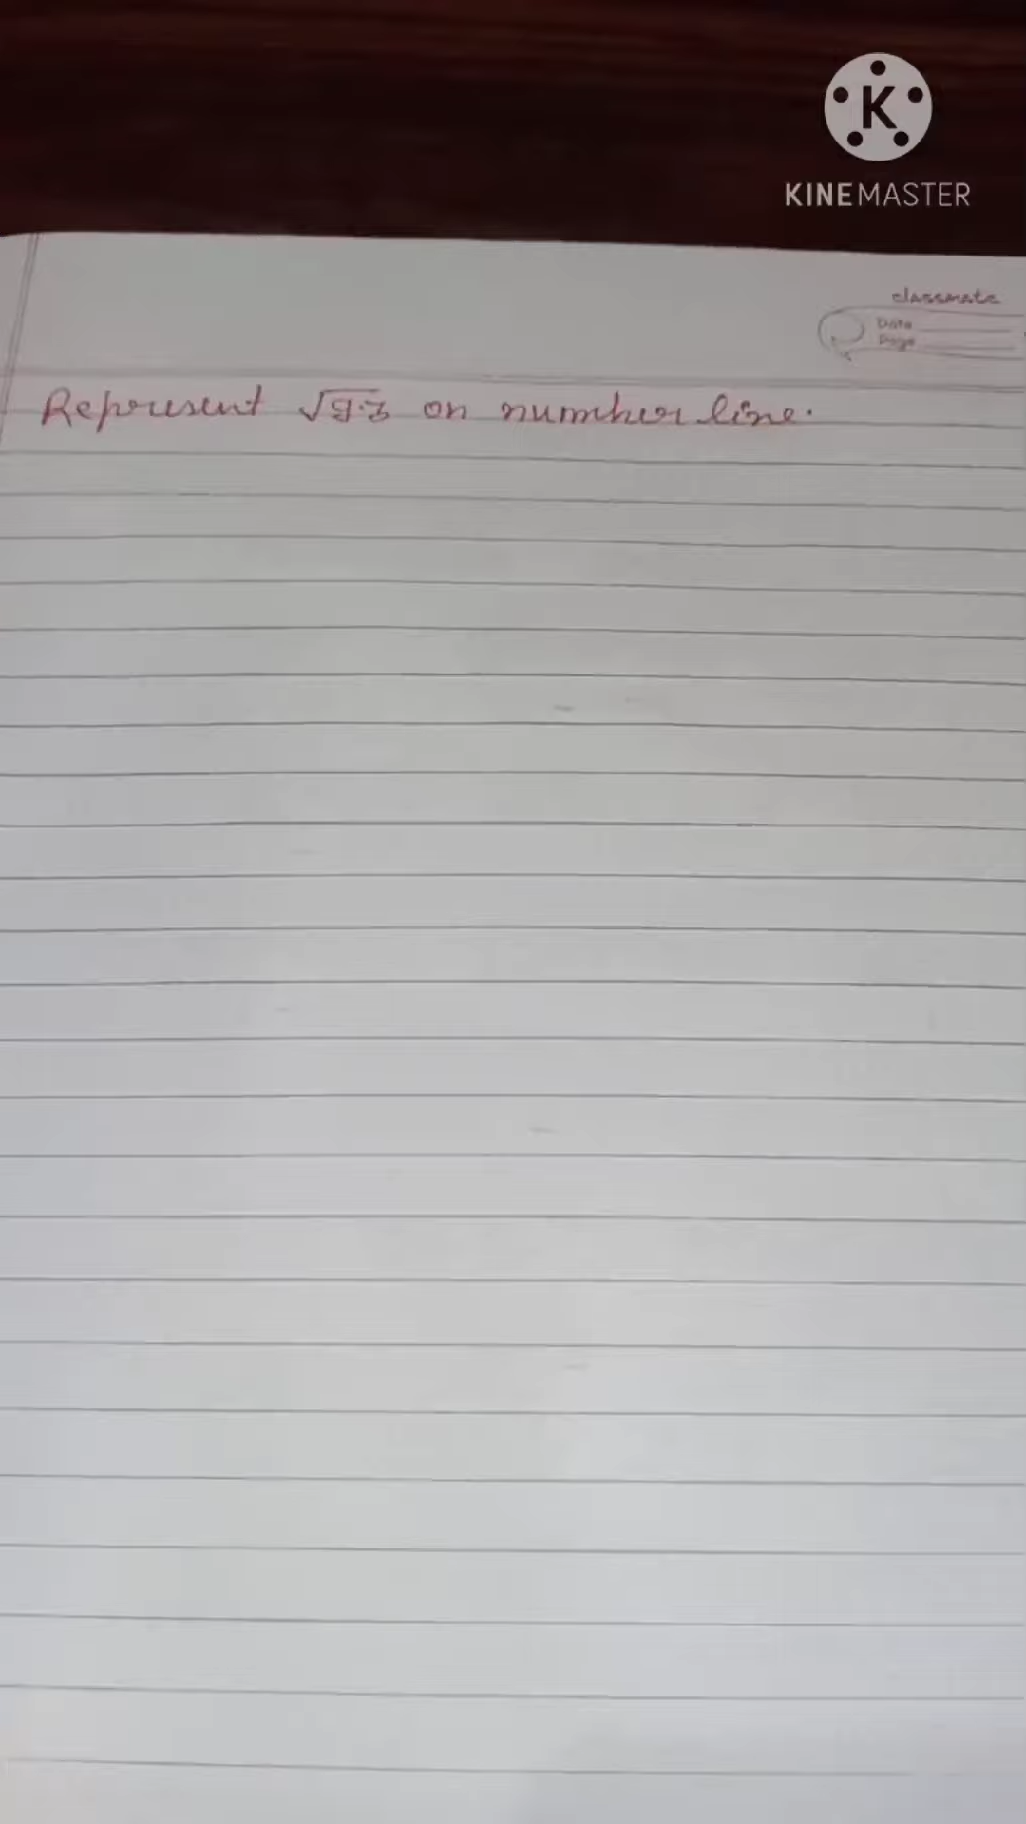 KINEMASTER
classmate
Date
Page
Represent √9.3 on number line.